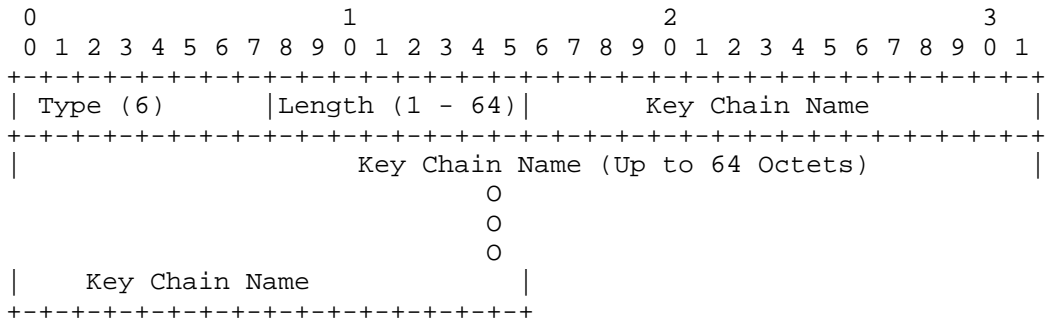 0                   1                   2                   3
 0 1 2 3 4 5 6 7 8 9 0 1 2 3 4 5 6 7 8 9 0 1 2 3 4 5 6 7 8 9 0 1
+-+-+-+-+-+-+-+-+-+-+-+-+-+-+-+-+-+-+-+-+-+-+-+-+-+-+-+-+-+-+-+-+
| Type (6)      |Length (1 - 64)|       Key Chain Name          |
+-+-+-+-+-+-+-+-+-+-+-+-+-+-+-+-+-+-+-+-+-+-+-+-+-+-+-+-+-+-+-+-+
|                     Key Chain Name (Up to 64 Octets)          |
                              O
                              O
                              O
|    Key Chain Name             |
+-+-+-+-+-+-+-+-+-+-+-+-+-+-+-+-+